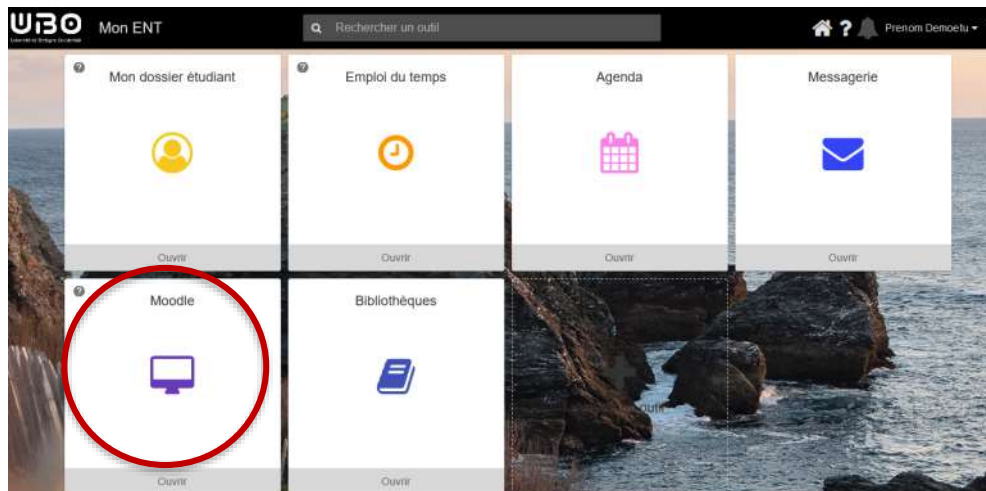 UBO
Mon ENT
Rechercher un outil
?
Prenom Demoetu
?
Mon dossier étudiant
?
Emploi du temps
Agenda
Messagerie
Ouvrir
Ouvrir
Ouvrir
Ouvrir
?
Moodle
Bibliothèques
outil
Ouvrir
Ouvrir